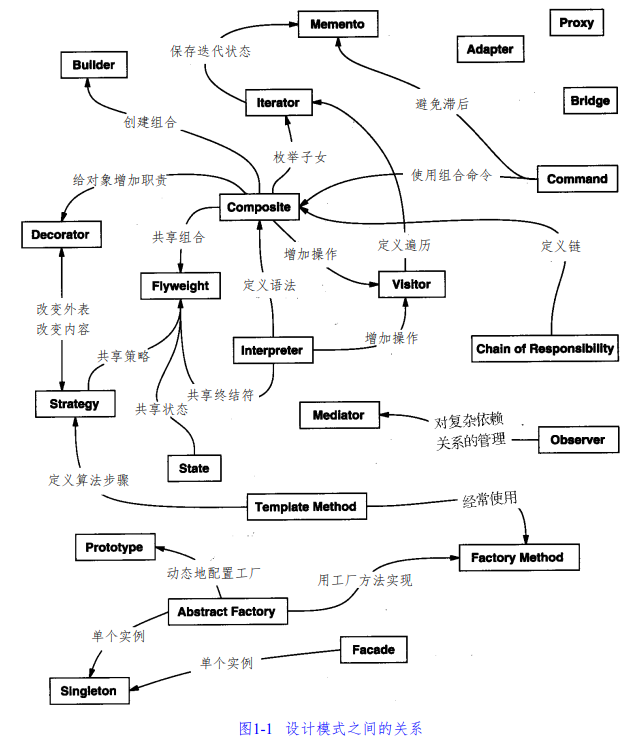 Memento
Proxy
Adapter
保存迭代状态
Builder
Iterator
Bridge
避免滞后
创建组合
枚举子女
给对象增加职责
使用组合命令
Command
Composite
Decorator
共享组合
增加操作
定义遍历
定义链
Flyweight
定义语法
Visitor
改变外表
改变内容
增加操作
共享策略
Interpreter
Chain of Responsibility
共享终结符
Strategy
共享状态
Mediator
对复杂依赖
关系的管理
Observer
State
定义算法步骤
Template Method
经常使用
Prototype
Factory Method
动态地配置工厂
用工厂方法实现
Abstract Factory
单个实例
Facade
单个实例
Singleton
图1-1 设计模式之间的关系